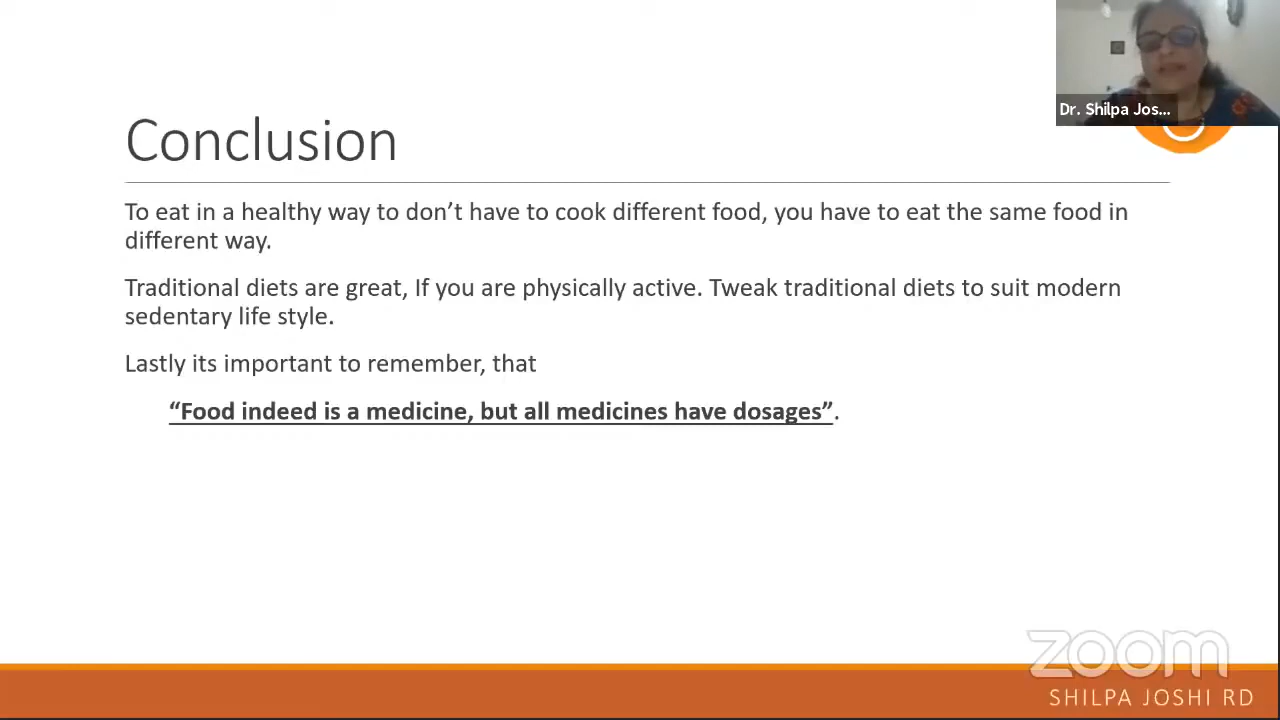 Dr. Shilpa Jos...
Conclusion
To eat in a healthy way to don’t have to cook different food, you have to eat the same food in
different way.
Traditional diets are great, If you are physically active. Tweak traditional diets to suit modern
sedentary life style.
Lastly its important to remember, that
“Food indeed is a medicine, but all medicines have dosages”.
zoom
SHILPA JOSHI RD